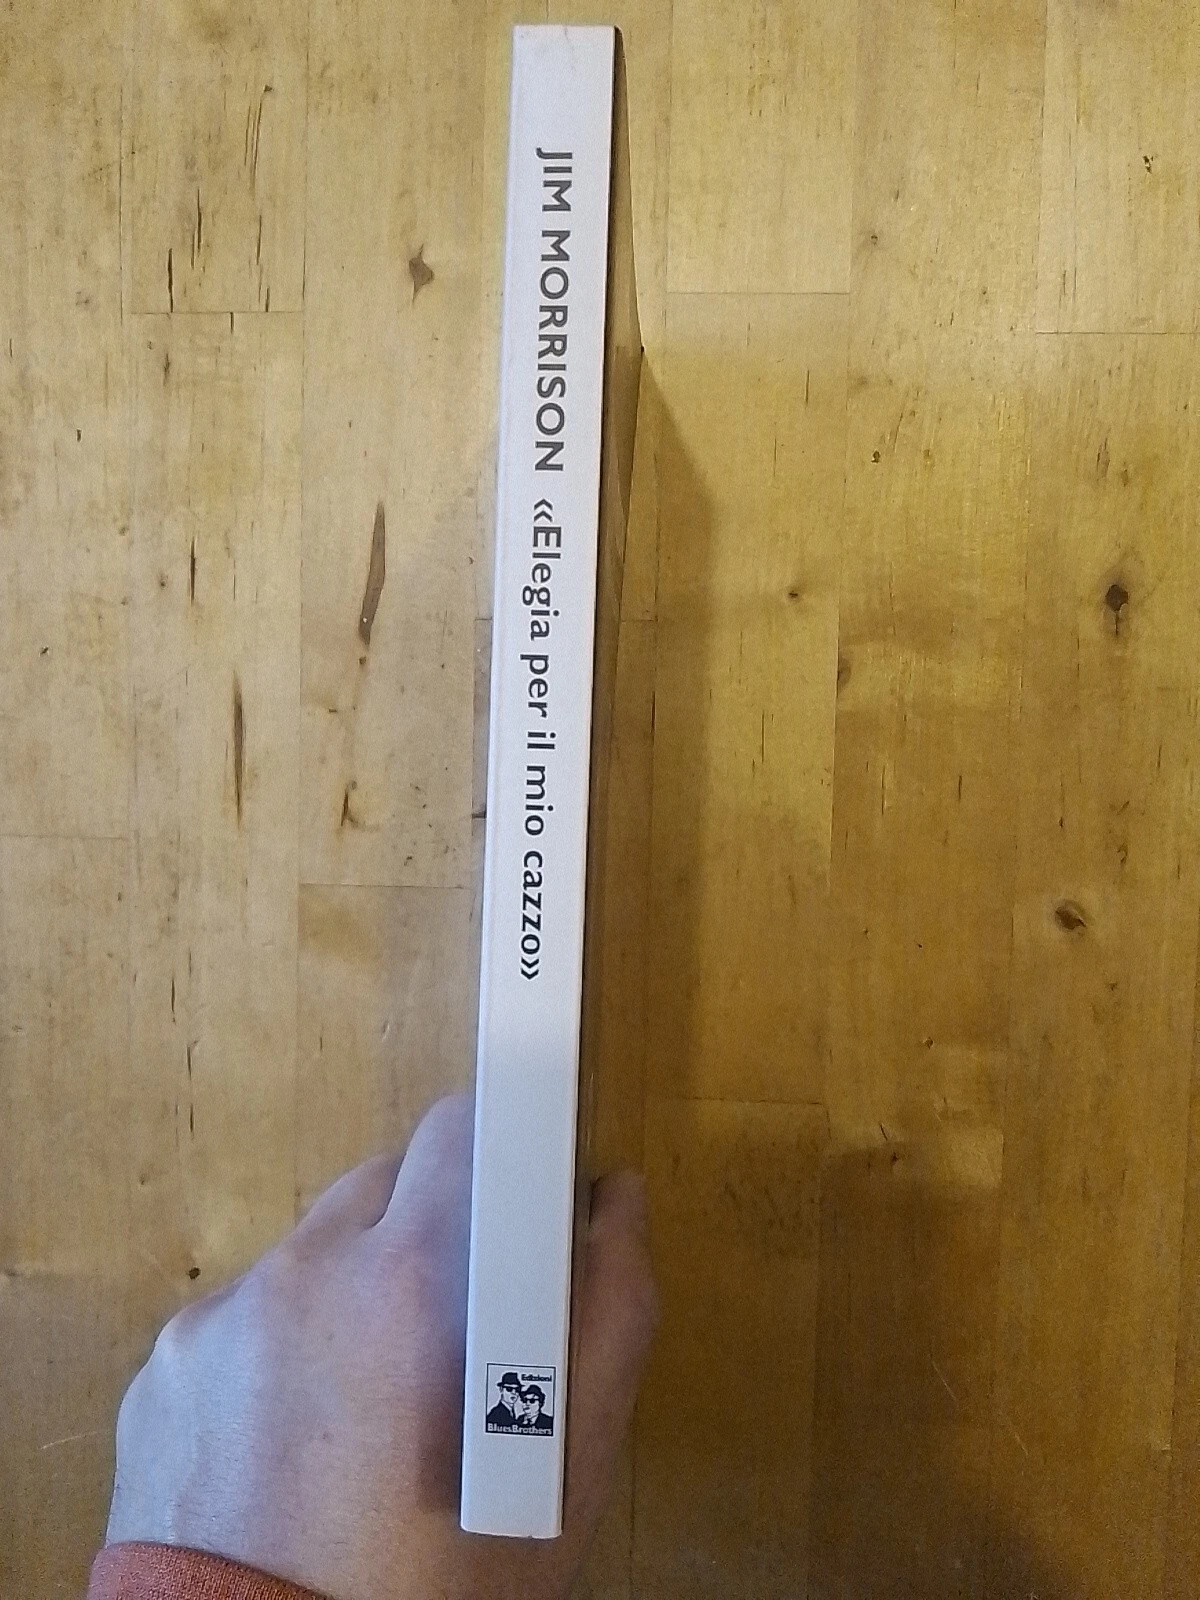 JIM MORRISON «Elegia per il mio cazzo»
Edizioni
BluesBrothers